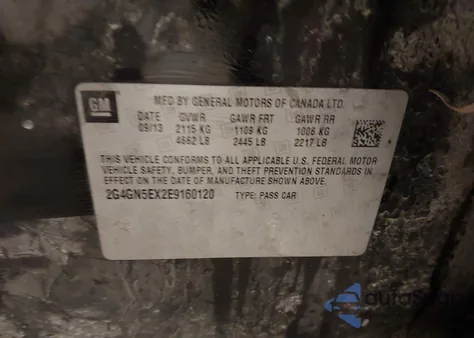 GM
MFD BY GENERAL MOTORS OF CANADA LTD.
DATE GVWR GAWR FRT GAWR RR
09/13 2115 KG 1109 KG 1006 KG
4662 LB 2445 LB 2217 LB
THIS VEHICLE CONFORMS TO ALL APPLICABLE U.S. FEDERAL MOTOR
VEHICLE SAFETY, BUMPER, AND THEFT PREVENTION STANDARDS IN
EFFECT ON THE DATE OF MANUFACTURE SHOWN ABOVE.
2G4GN5EX2E9160120 TYPE: PASS CAR